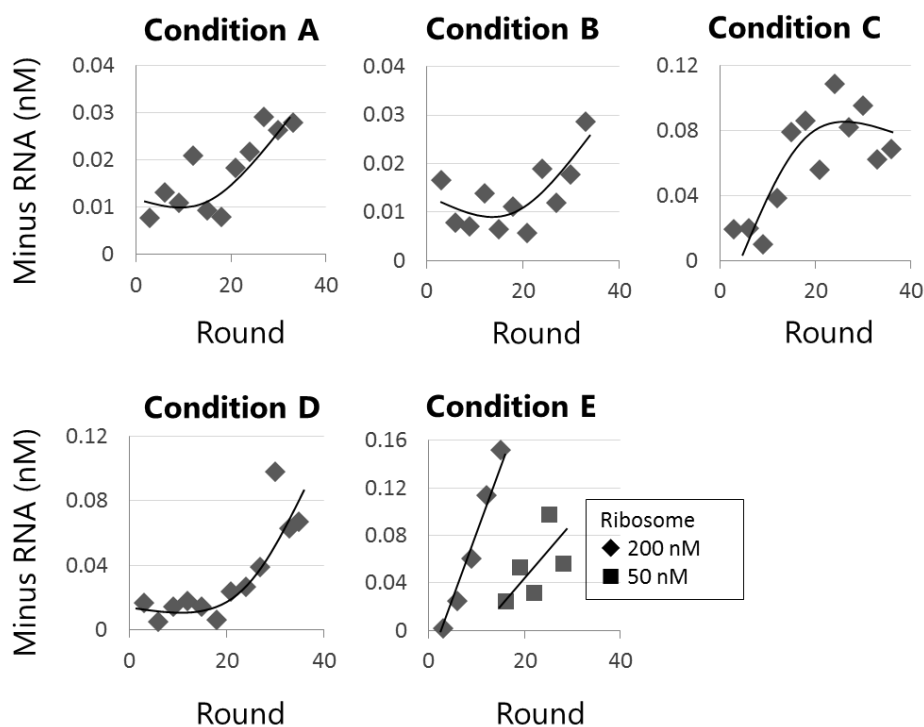 Condition A
Condition B
Condition C
Minus RNA (nM)
0.04
0.03
0.02
0.01
0
0 20 40
Round
0.04
0.03
0.02
0.01
0
0 20 40
Round
0.12
0.08
0.04
0
0 20 40
Round
Condition D
Condition E
Minus RNA (nM)
0.12
0.08
0.04
0
0 20 40
Round
0.16
0.12
0.08
0.04
0
0 20 40
Round
Ribosome
200 nM
50 nM